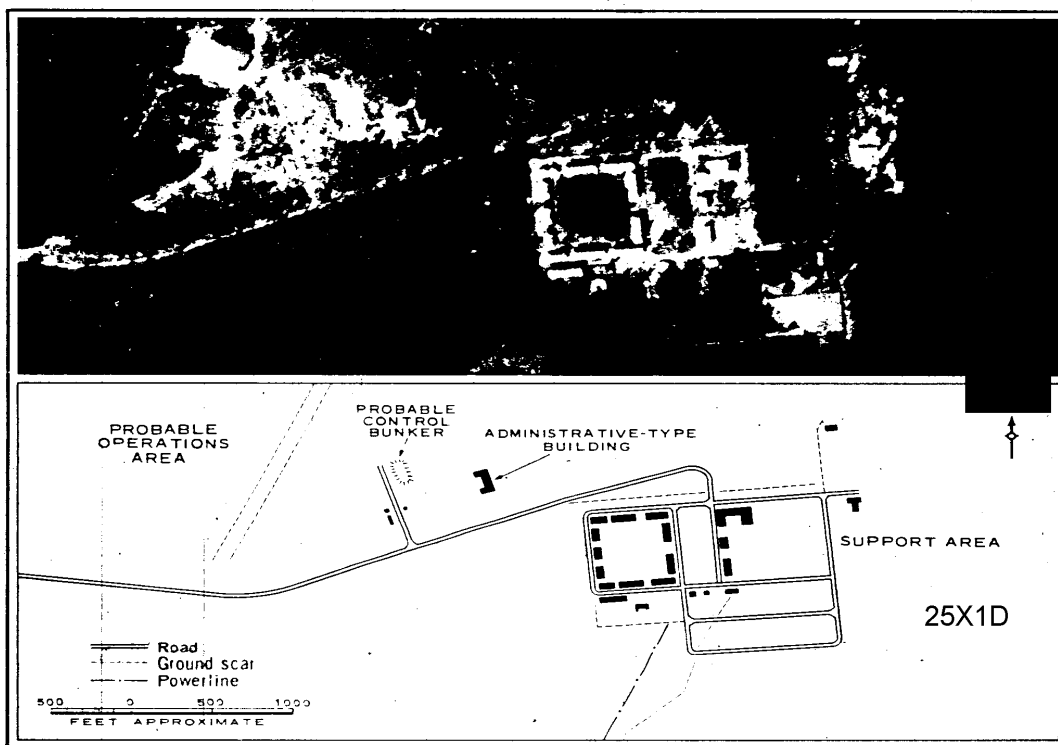 PROBABLE
OPERATIONS
AREA
PROBABLE
CONTROL
BUNKER
ADMINISTRATIVE-TYPE
BUILDING
SUPPORT AREA
25X1D
Road
Ground scar
Powerline
500 0 500 1000
FEET APPROXIMATE